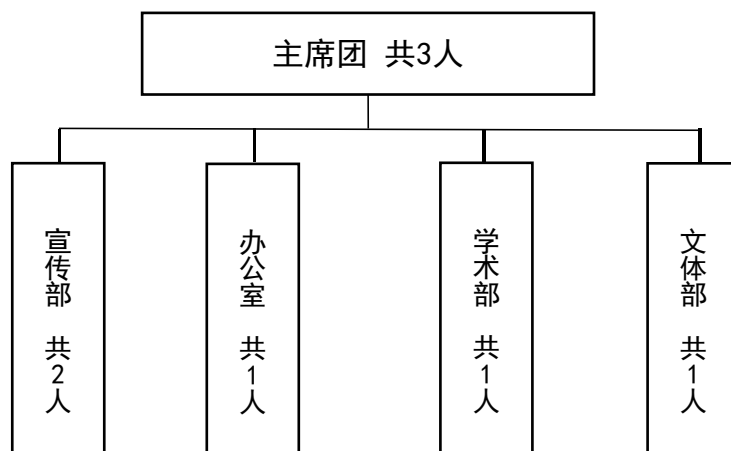 主席团 共3人
宣传部 共2人
办公室 共1人
学术部 共1人
文体部 共1人